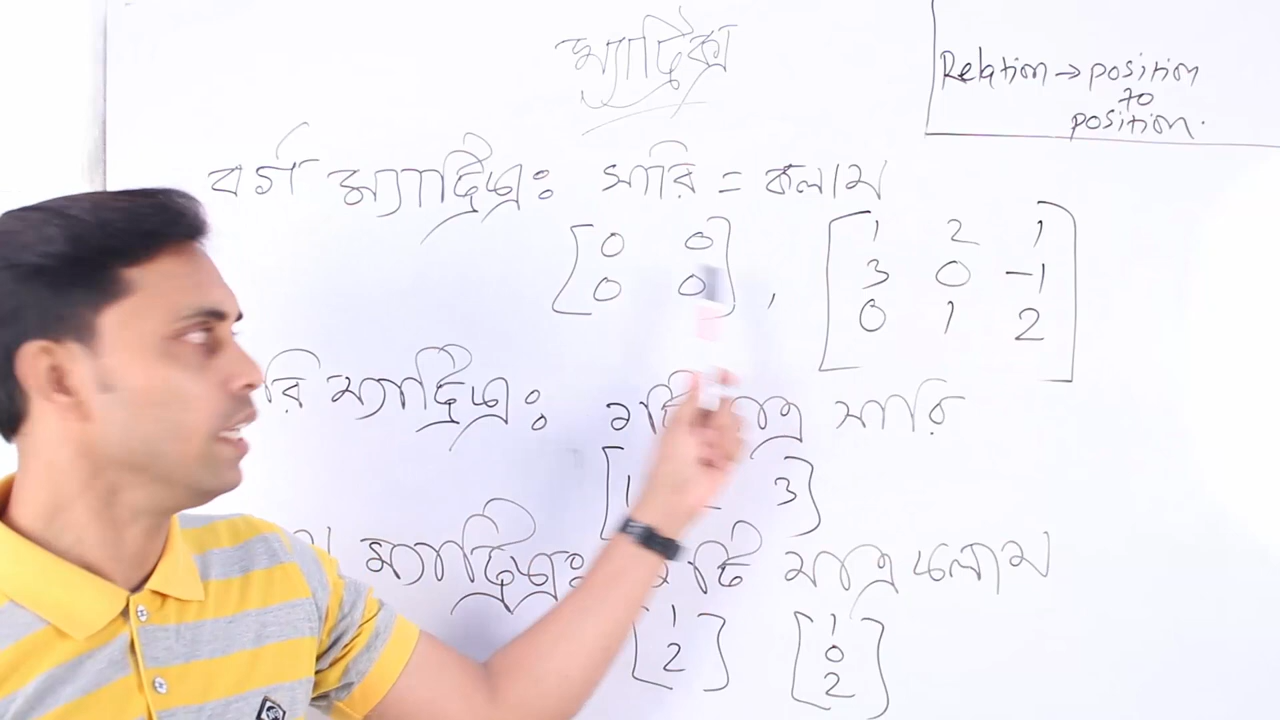 ম্যাট্রিক্স
Relation → position
to
position.
বর্গ ম্যাট্রিক্স: সারি = কলাম
[0 0
0 0] , [1 2 1
3 0 -1
0 1 2]
রি ম্যাট্রিক্স: মাত্র সারি
[1 3]
ম্যাট্রিক্স: টি মাত্র কলাম
[1
2] [1
0
2]